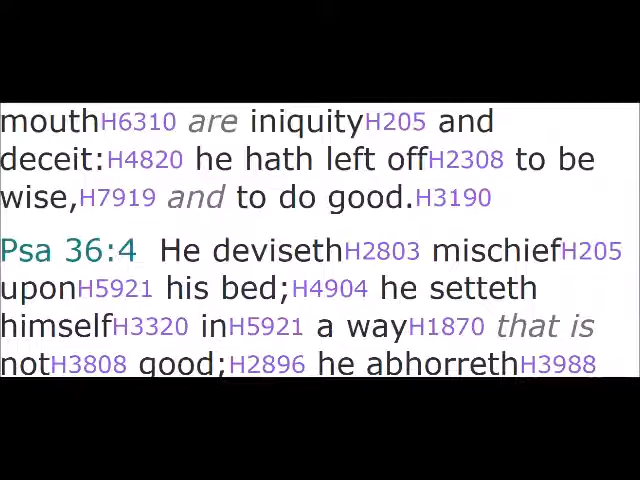 mouthH6310 are iniquityH205 and
deceit:H4820 he hath left offH2308 to be
wise,H7919 and to do good.H3190
Psa 36:4 He devisethH2803 mischiefH205
uponH5921 his bed;H4904 he setteth
himselfH3320 inH5921 a wayH1870 that is
notH3808 good;H2896 he abhorrethH3988